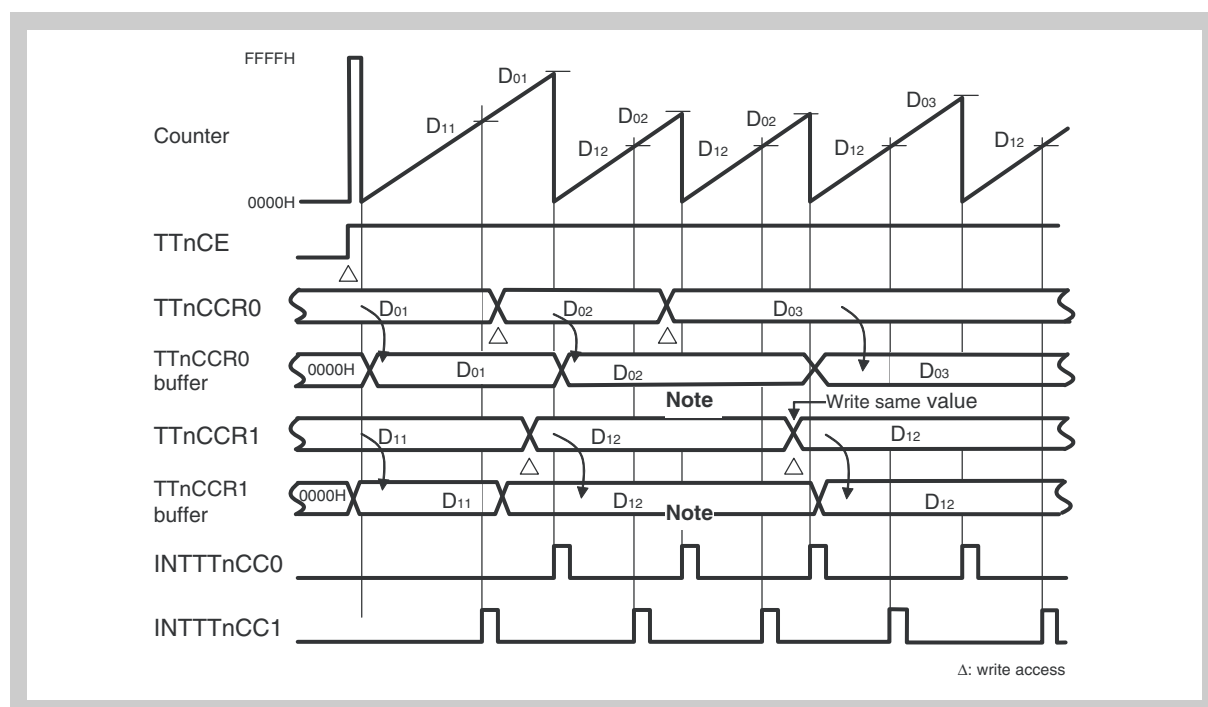 FFFFH
Counter
0000H
D01
D11
D02
D12
D02
D12
D03
D12
D12
TTnCE
TTnCCR0
D01
D02
D03
TTnCCR0
buffer
0000H
D01
D02
D03
Note
Write same value
TTnCCR1
D11
D12
D12
TTnCCR1
buffer
0000H
D11
D12
Note
D12
INTTTnCC0
INTTTnCC1
Δ: write access